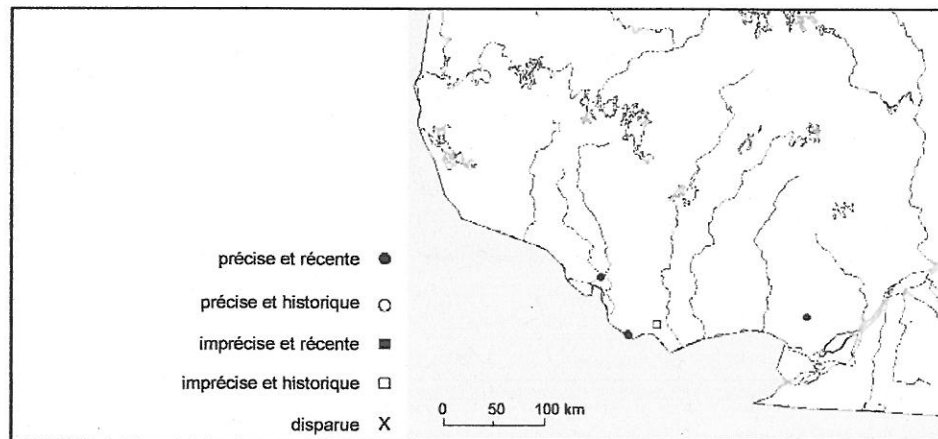 précise et récente
précise et historique
imprécise et récente
imprécise et historique
disparue X
0 50 100 km